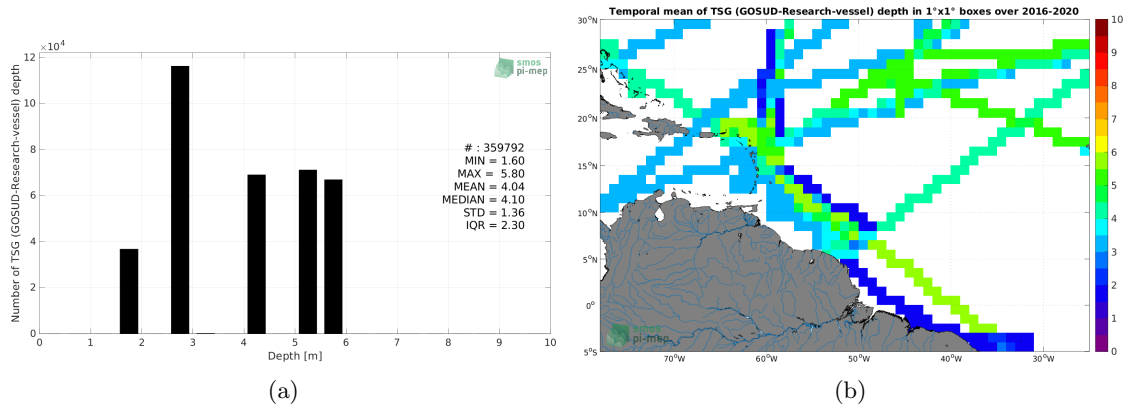 ×10⁴
12
10
8
6
4
2
0
Number of TSG (GOSUD-Research-vessel) depth
smos
pi-mep
# : 359792
MIN = 1.60
MAX = 5.80
MEAN = 4.04
MEDIAN = 4.10
STD = 1.36
IQR = 2.30
0 1 2 3 4 5 6 7 8 9 10
Depth [m]
(a)
Temporal mean of TSG (GOSUD-Research-vessel) depth in 1°x1° boxes over 2016-2020
30°N
25°N
20°N
15°N
10°N
5°N
0°
5°S
70°W 60°W 50°W 40°W 30°W
smos
pi-mep
10
9
8
7
6
5
4
3
2
1
0
(b)